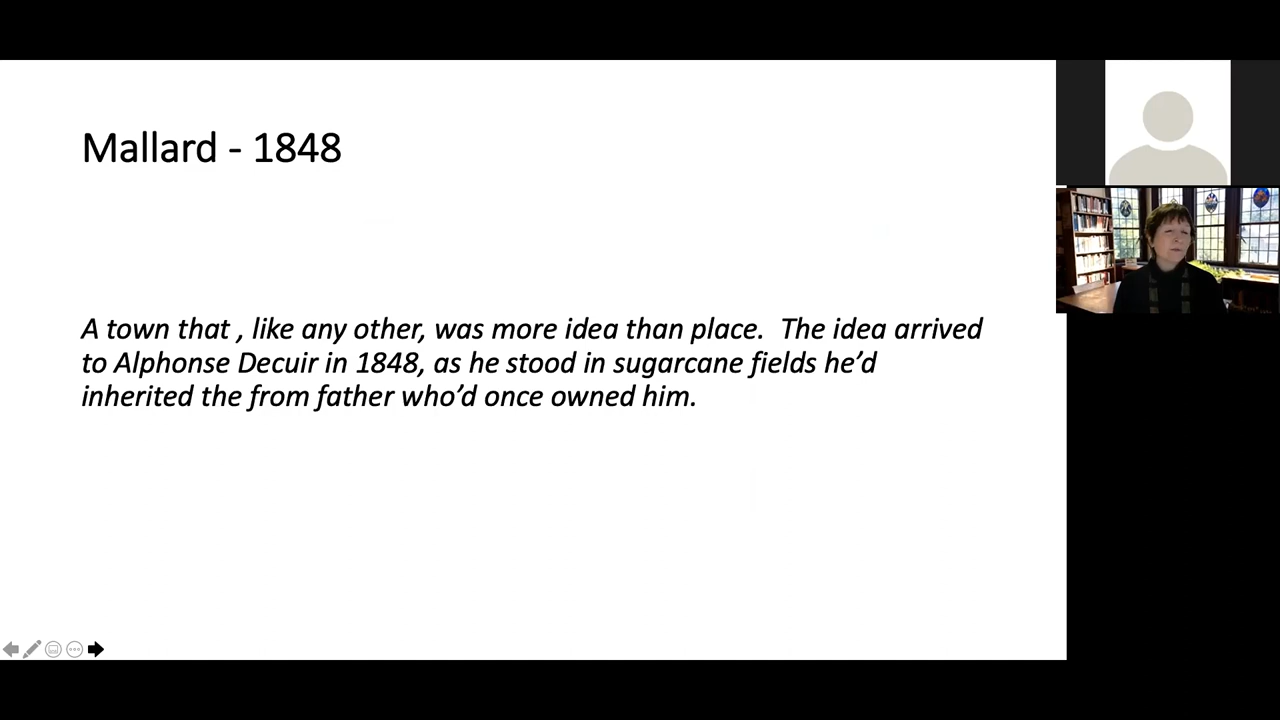 Mallard - 1848
A town that , like any other, was more idea than place.  The idea arrived
to Alphonse Decuir in 1848, as he stood in sugarcane fields he’d
inherited the from father who’d once owned him.